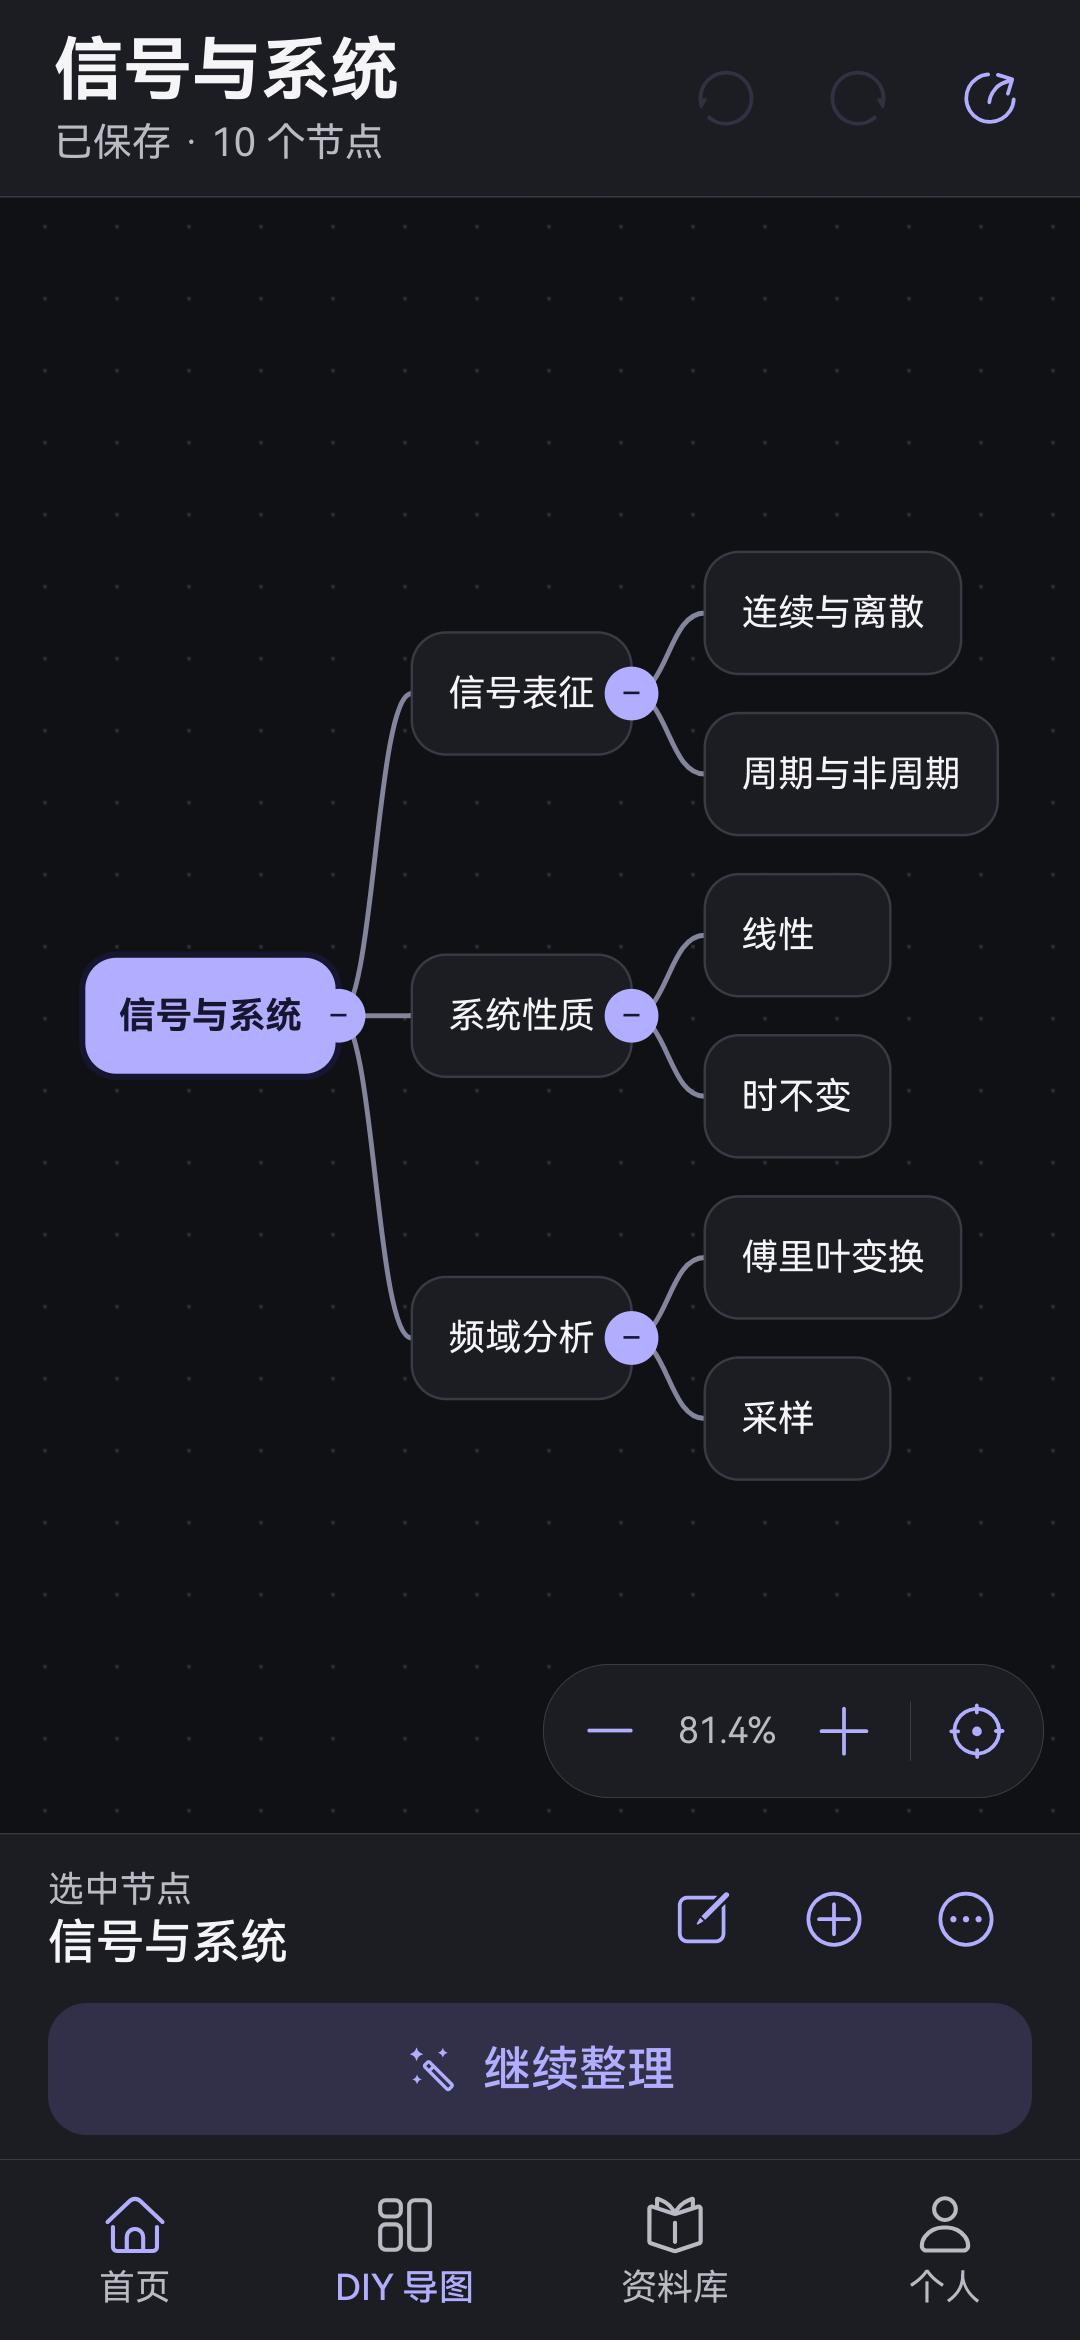 信号与系统
已保存 · 10 个节点
连续与离散
信号表征
周期与非周期
线性
信号与系统
系统性质
时不变
傅里叶变换
频域分析
采样
81.4%
选中节点
信号与系统
继续整理
首页
DIY 导图
资料库
个人